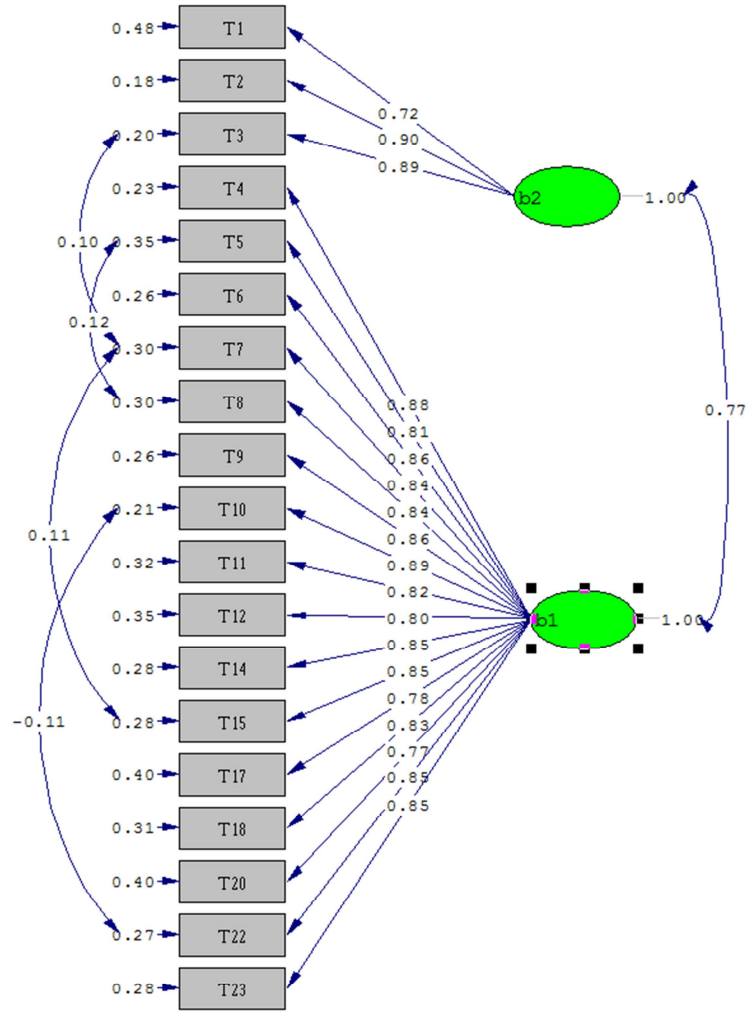 0.48 T1
0.18 T2
0.72
0.20 T3
0.90
0.89
0.23 T4
b2 1.00
0.10 0.35 T5
0.26 T6
0.12
0.30 T7
0.30 T8
0.88
0.77
0.81
0.26 T9
0.86
0.84
0.21 T10
0.84
0.11
0.86
0.32 T11
0.89
0.82
0.35 T12
0.80
b1 1.00
0.85
0.28 T14
0.85
0.78
-0.11
0.28 T15
0.83
0.77
0.40 T17
0.85
0.85
0.31 T18
0.40 T20
0.27 T22
0.28 T23